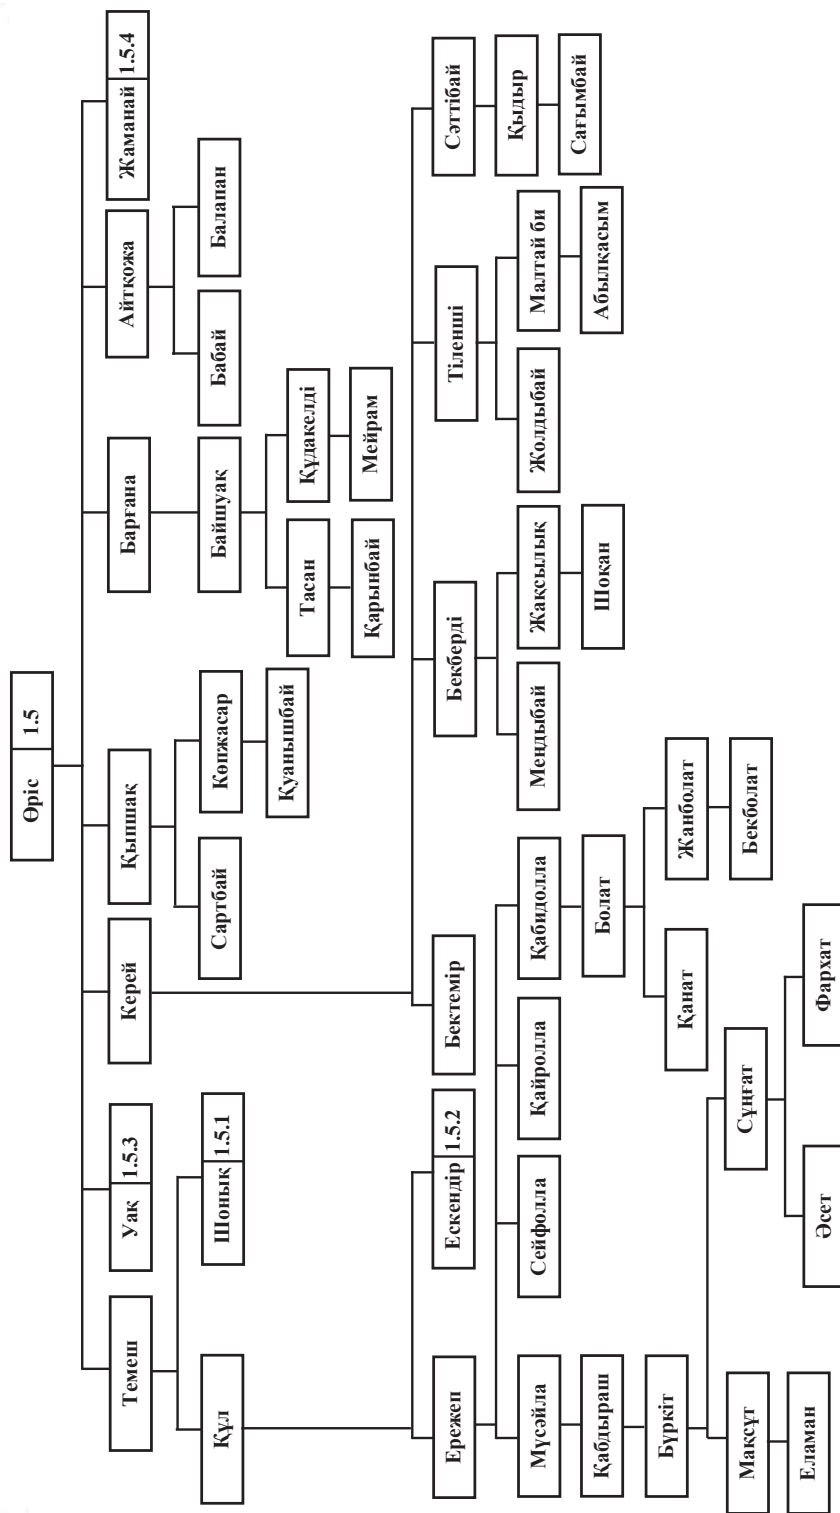 Өріс 1.5
Темеш
Уақ 1.5.3
Керей
Қыпшақ
Барғана
Айтқожа
Жаманай 1.5.4
Құл
Шонық 1.5.1
Сартбай
Көпжасар
Байшуақ
Бабай
Балапан
Қуанышбай
Тасан
Құдакелді
Қарынбай
Мейрам
Ережеп
Ескендір 1.5.2
Бектемір
Бекберді
Тіленші
Сәттібай
Мүсәйла
Сейфолла
Қайролла
Қабидолла
Мендыбай
Жақсылық
Жолдыбай
Малтай би
Қыдыр
Қабдыраш
Болат
Шоқан
Абылқасым
Сағымбай
Бүркіт
Қанат
Жанболат
Мақсұт
Сұңғат
Бекболат
Еламан
Әсет
Фархат